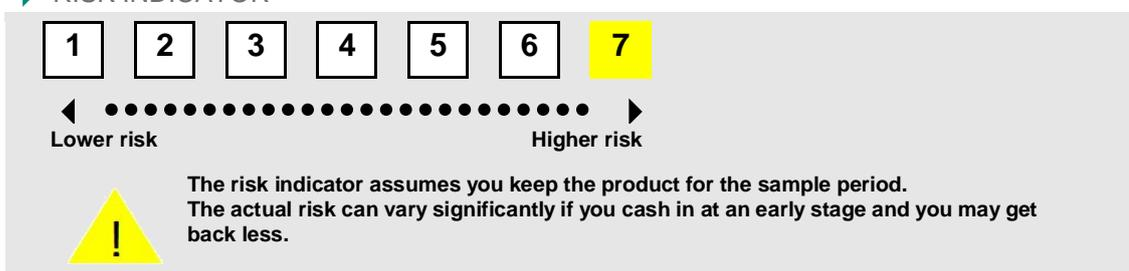 RISK INDICATOR
1 2 3 4 5 6 7
Lower risk Higher risk
The risk indicator assumes you keep the product for the sample period.
The actual risk can vary significantly if you cash in at an early stage and you may get
back less.
!